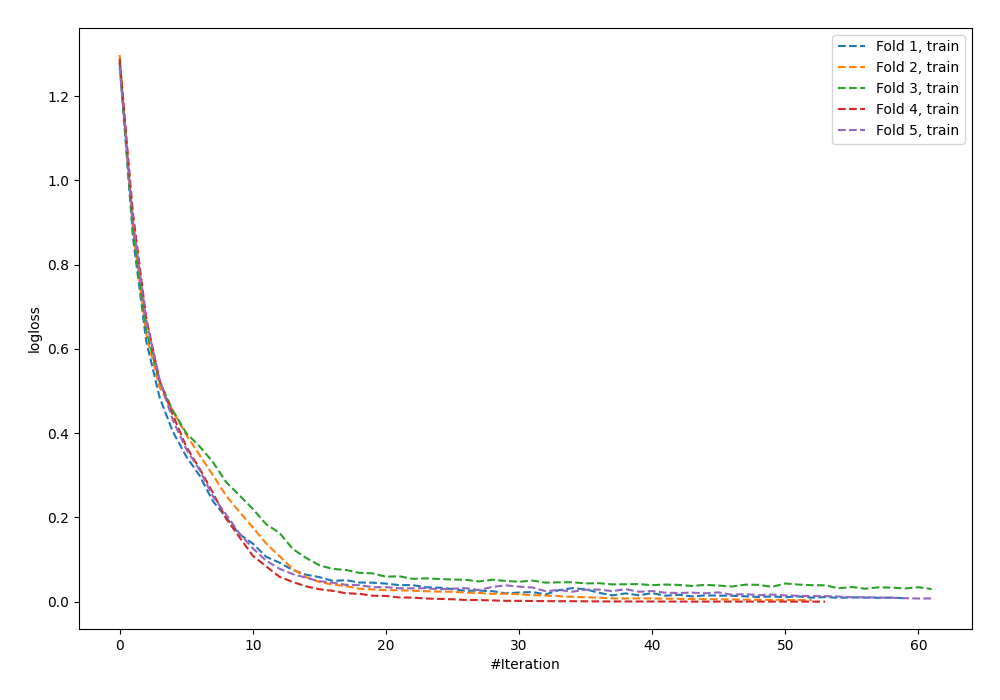 Fold 1, train
Fold 2, train
Fold 3, train
Fold 4, train
Fold 5, train
1.2
1.0
0.8
0.6
0.4
0.2
0.0
logloss
0 10 20 30 40 50 60
#Iteration